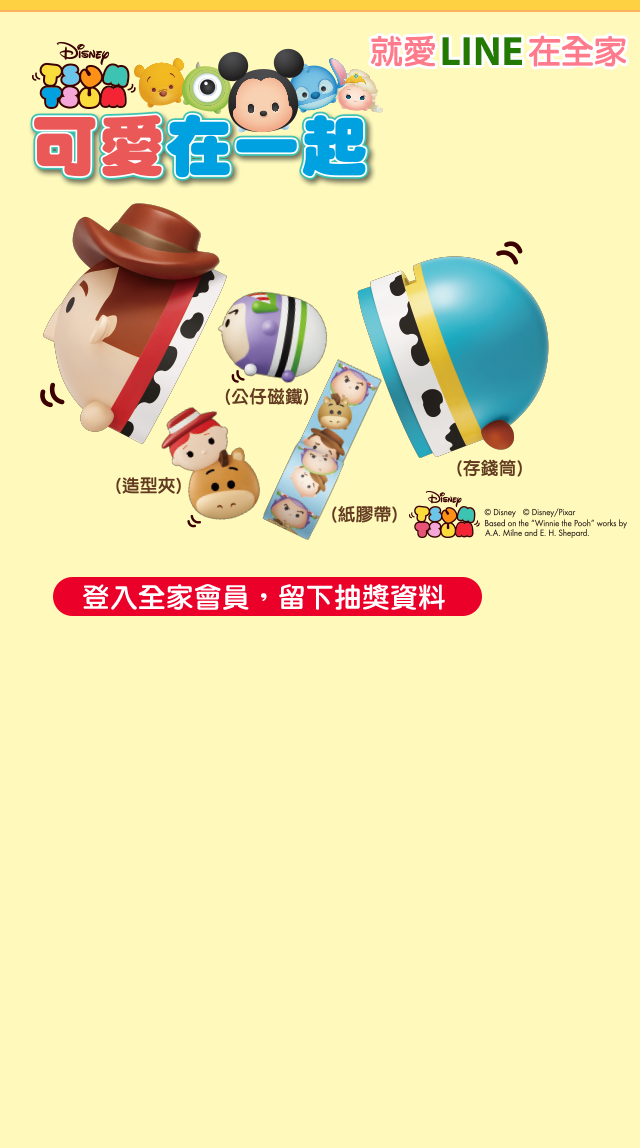 就愛LINE在全家
Disney
TSUM
TSUM
可愛在一起
(公仔磁鐵)
(存錢筒)
(造型夾)
(紙膠帶)
Disney
TSUM
TSUM
© Disney © Disney/Pixar
Based on the "Winnie the Pooh" works by
A.A. Milne and E. H. Shepard.
登入全家會員，留下抽獎資料